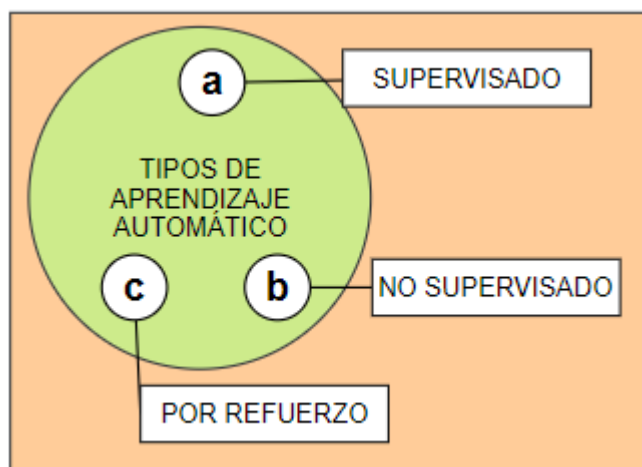 a
SUPERVISADO
TIPOS DE
APRENDIZAJE
AUTOMÁTICO
c
b
NO SUPERVISADO
POR REFUERZO